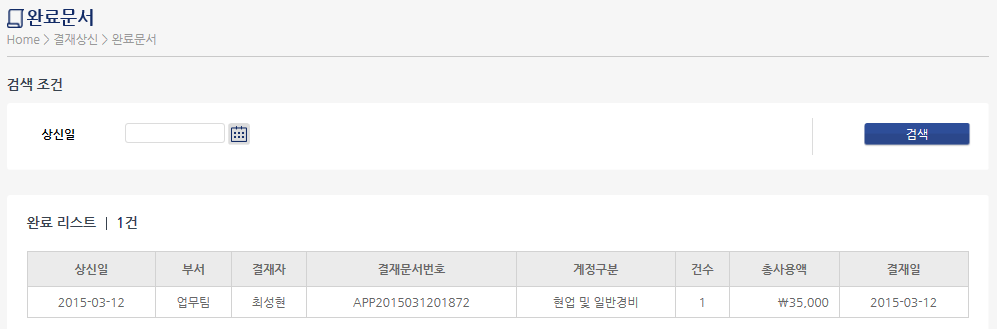 완료문서
Home > 결재상신 > 완료문서
검색 조건
상신일
검색
완료 리스트 | 1건
상신일 부서 결재자 결재문서번호 계정구분 건수 총사용액 결재일
2015-03-12 업무팀 최성현 APP2015031201872 현업 및 일반경비 1 ₩35,000 2015-03-12